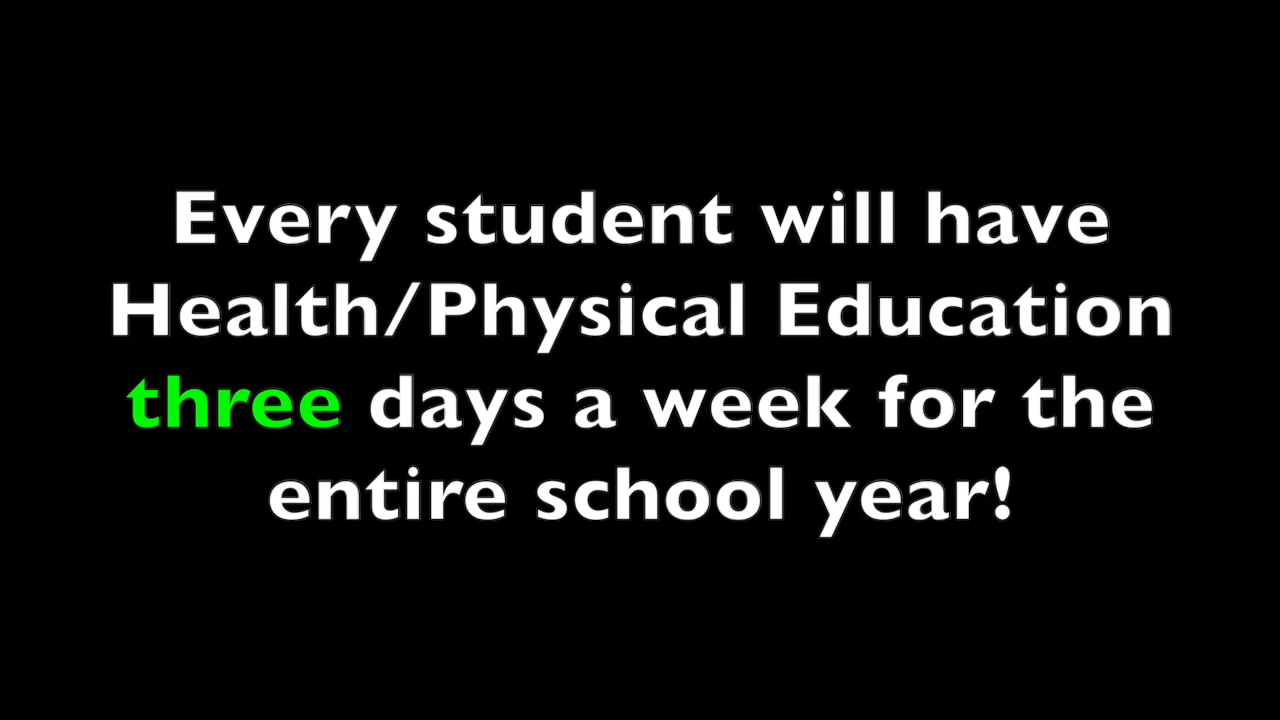 Every student will have
Health/Physical Education
three days a week for the
entire school year!